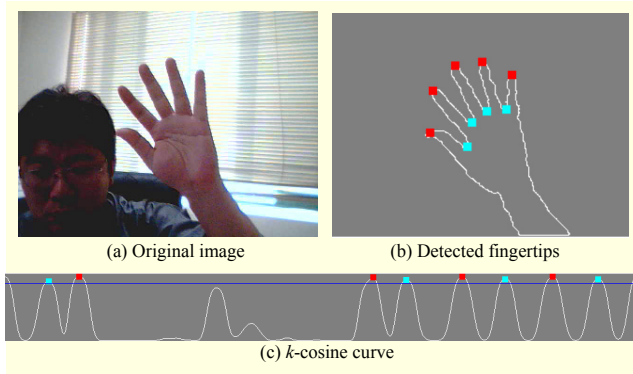 (a) Original image
(b) Detected fingertips
(c) k-cosine curve